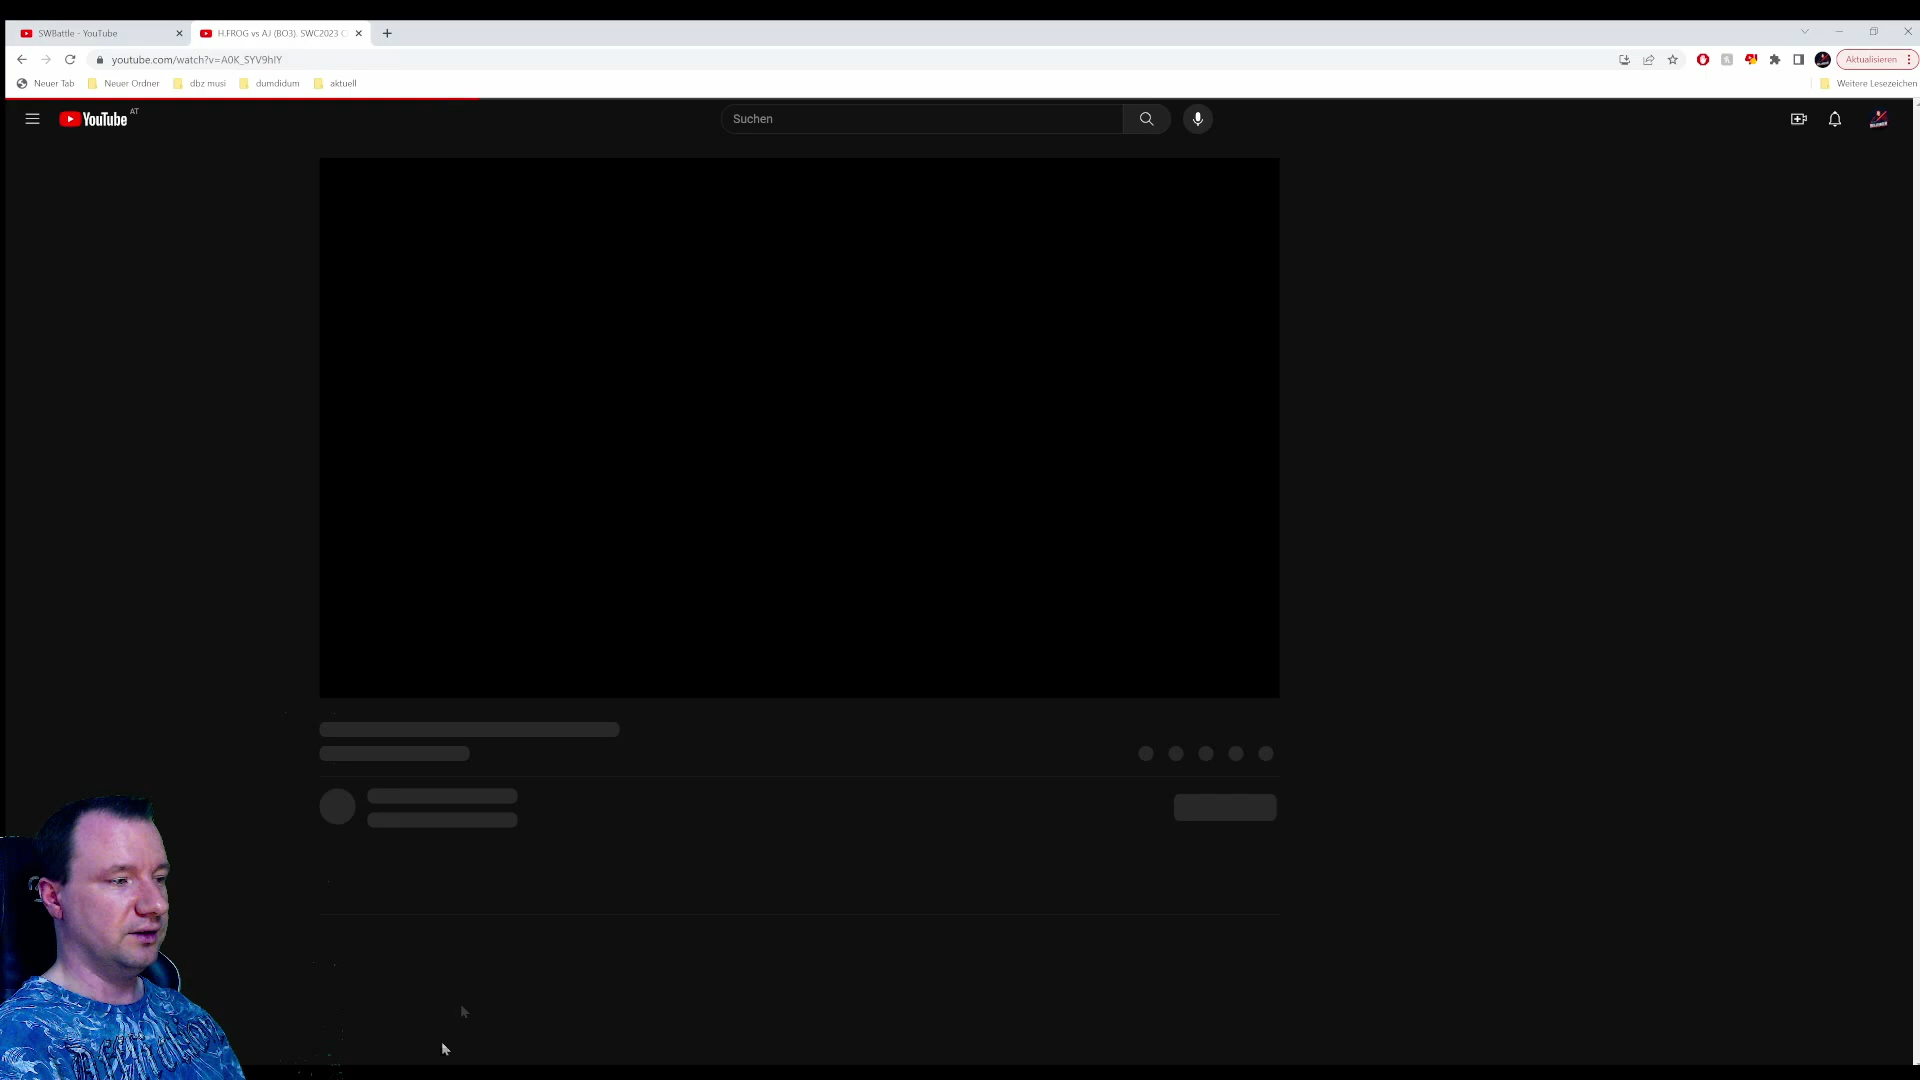 SWBattle - YouTube
H.FROG vs AJ (BO3). SWC2023
youtube.com/watch?v=A0K_SYV9hIY
Aktualisieren
Neuer Tab
Neuer Ordner
dbz musi
dumdidum
aktuell
Weitere Lesezeichen
YouTube AT
Suchen